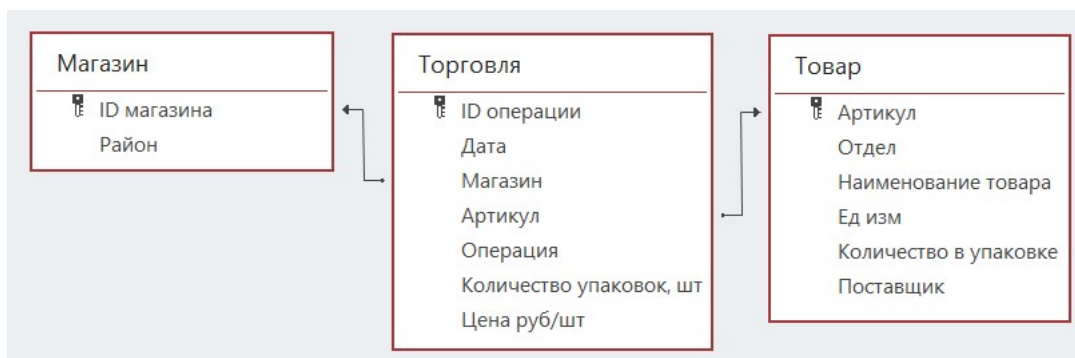 Магазин
ID магазина
Район
Торговля
ID операции
Дата
Магазин
Артикул
Операция
Количество упаковок, шт
Цена руб/шт
Товар
Артикул
Отдел
Наименование товара
Ед изм
Количество в упаковке
Поставщик